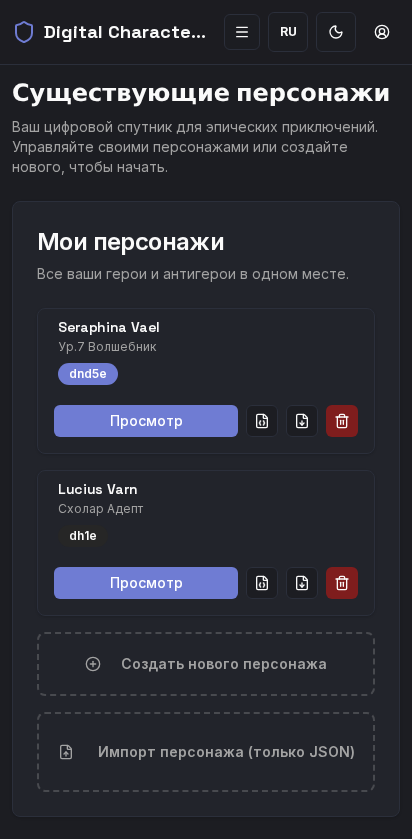 Digital Characte...
RU
Существующие персонажи
Ваш цифровой спутник для эпических приключений.
Управляйте своими персонажами или создайте
нового, чтобы начать.
Мои персонажи
Все ваши герои и антигерои в одном месте.
Seraphina Vael
Ур.7 Волшебник
dnd5e
Просмотр
Lucius Varn
Схолар Адепт
dh1e
Просмотр
Создать нового персонажа
Импорт персонажа (только JSON)